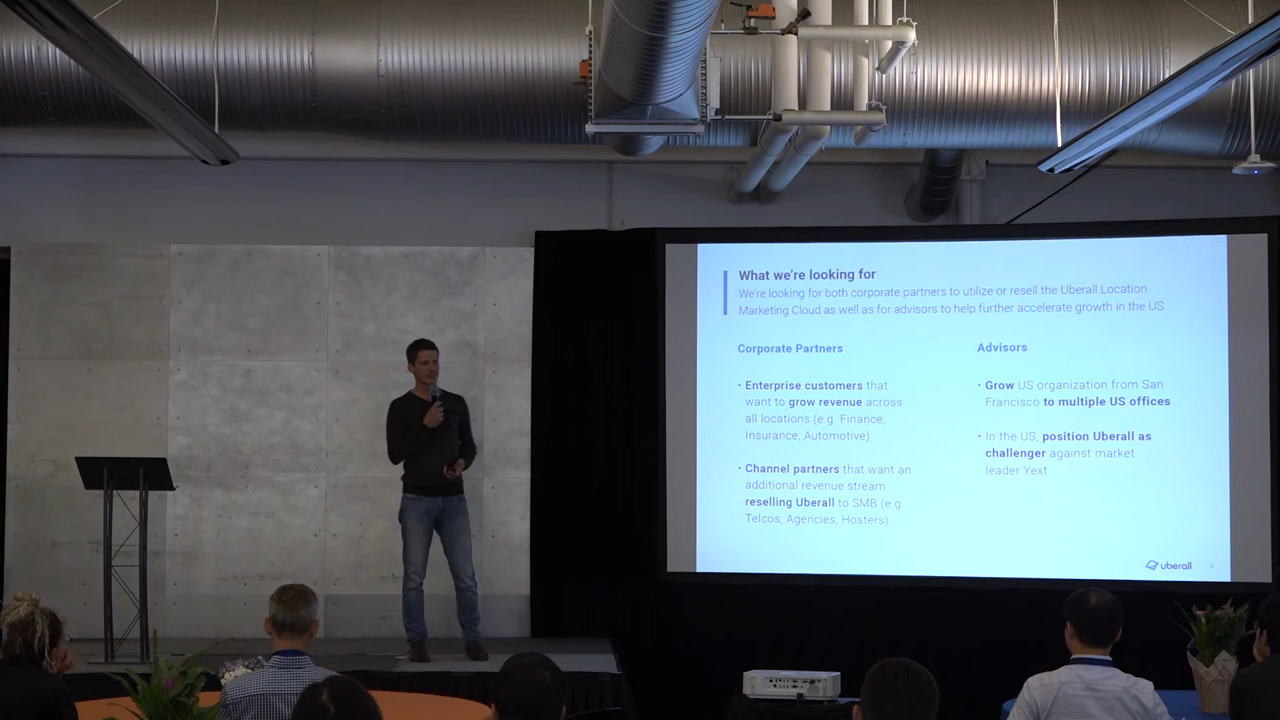 What we're looking for
We're looking for both corporate partners to utilize or resell the Uberall Location
Marketing Cloud as well as for advisors to help further accelerate growth in the US
Corporate Partners
• Enterprise customers that
want to grow revenue across
all locations (e.g. Finance,
Insurance, Automotive)
• Channel partners that want an
additional revenue stream
reselling Uberall to SMB (e.g.
Telcos, Agencies, Hosters)
Advisors
• Grow US organization from San
Francisco to multiple US offices
• In the US, position Uberall as
challenger against market
leader Yext
uberall